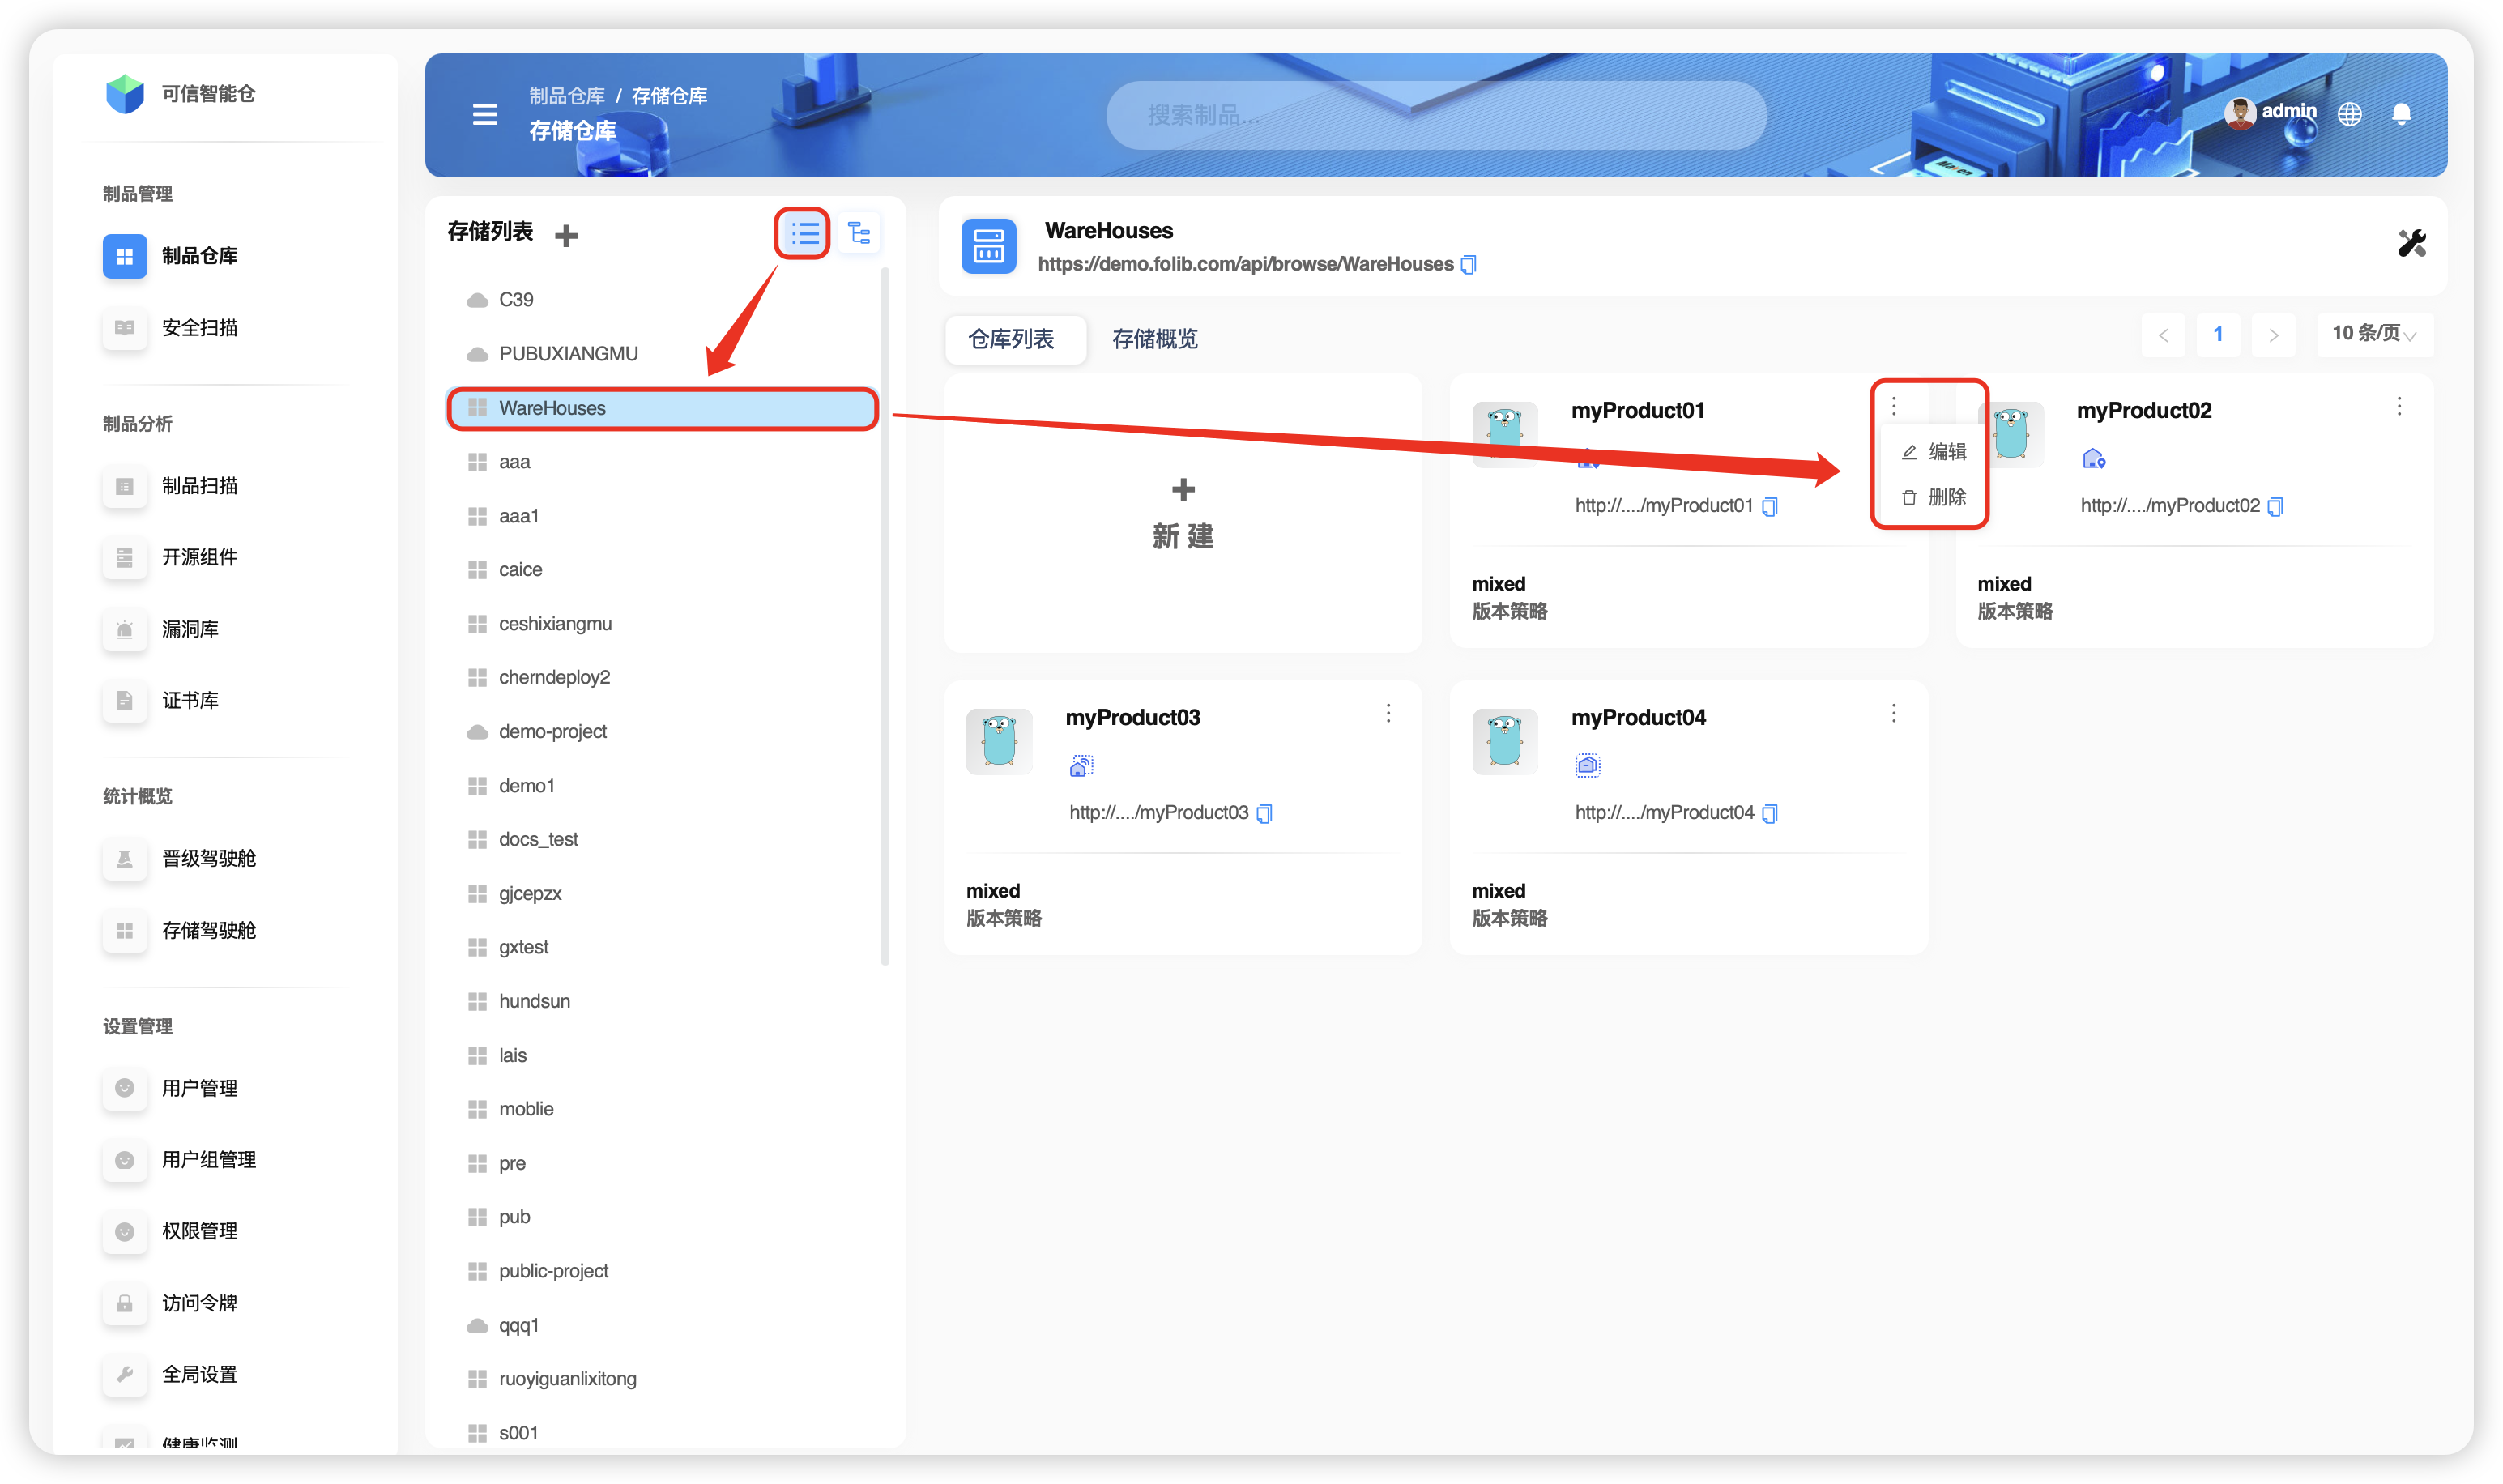 可信智能仓
制品管理
制品仓库
安全扫描
制品分析
制品扫描
开源组件
漏洞库
证书库
统计概览
晋级驾驶舱
存储驾驶舱
设置管理
用户管理
用户组管理
权限管理
访问令牌
全局设置
健康监测
制品仓库 / 存储仓库
存储仓库
搜索制品...
admin
存储列表
C39
PUBUXIANGMU
WareHouses
aaa
aaa1
caice
ceshixiangmu
cherndeploy2
demo-project
demo1
docs_test
gjcepzx
gxtest
hundsun
lais
moblie
pre
pub
public-project
qqq1
ruoyiguanlixitong
s001
WareHouses
https://demo.folib.com/api/browse/WareHouses
仓库列表 存储概览
1
10 条/页
新 建
myProduct01
http://..../myProduct01
mixed
版本策略
编辑
删除
myProduct02
http://..../myProduct02
mixed
版本策略
myProduct03
http://..../myProduct03
mixed
版本策略
myProduct04
http://..../myProduct04
mixed
版本策略